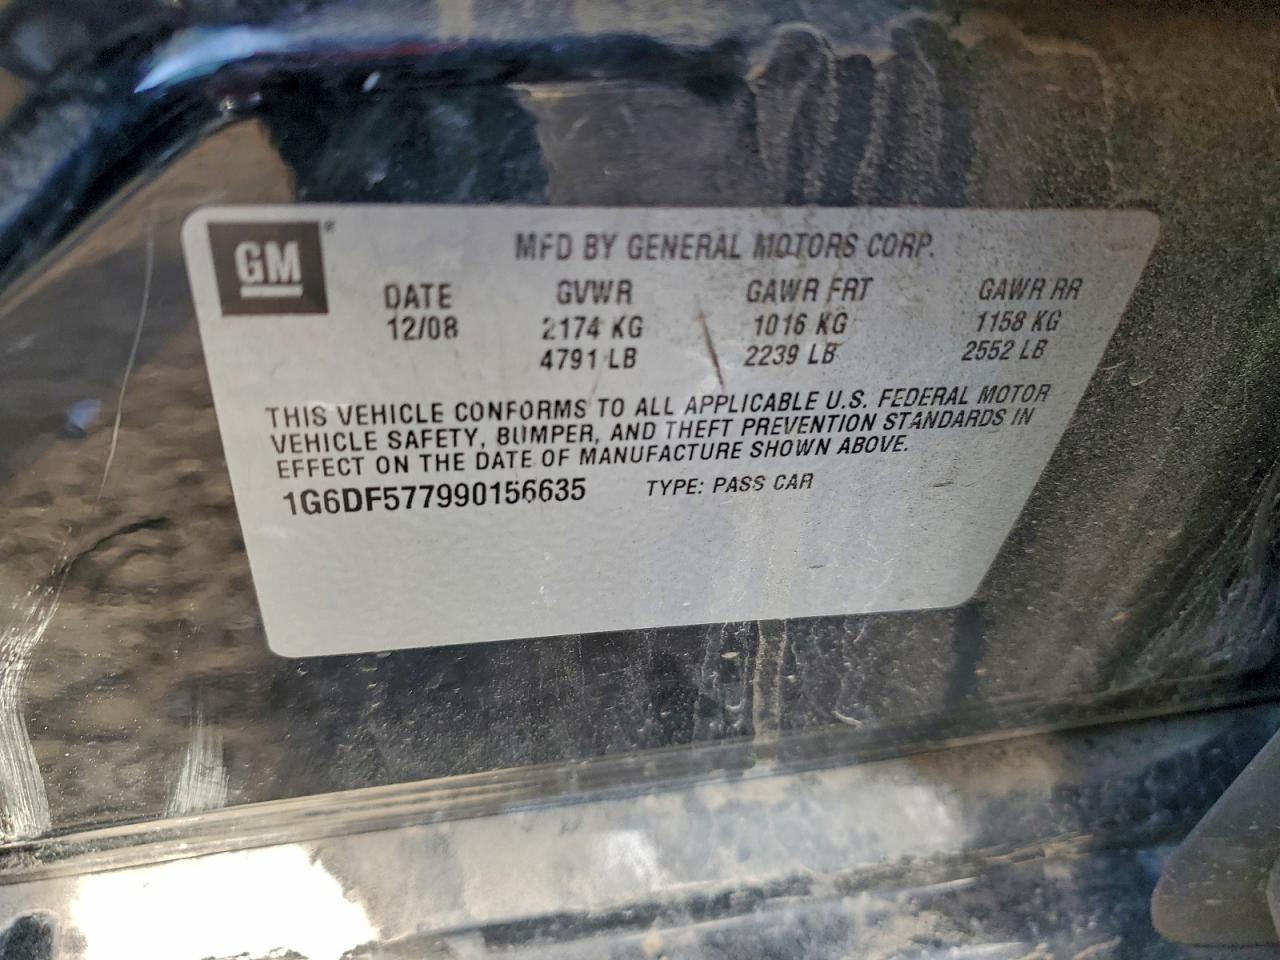 GM®
MFD BY GENERAL MOTORS CORP.
DATE GVWR GAWR FRT GAWR RR
12/08 2174 KG 1016 KG 1158 KG
4791 LB 2239 LB 2552 LB
THIS VEHICLE CONFORMS TO ALL APPLICABLE U.S. FEDERAL MOTOR
VEHICLE SAFETY, BUMPER, AND THEFT PREVENTION STANDARDS IN
EFFECT ON THE DATE OF MANUFACTURE SHOWN ABOVE.
1G6DF577990156635 TYPE: PASS CAR